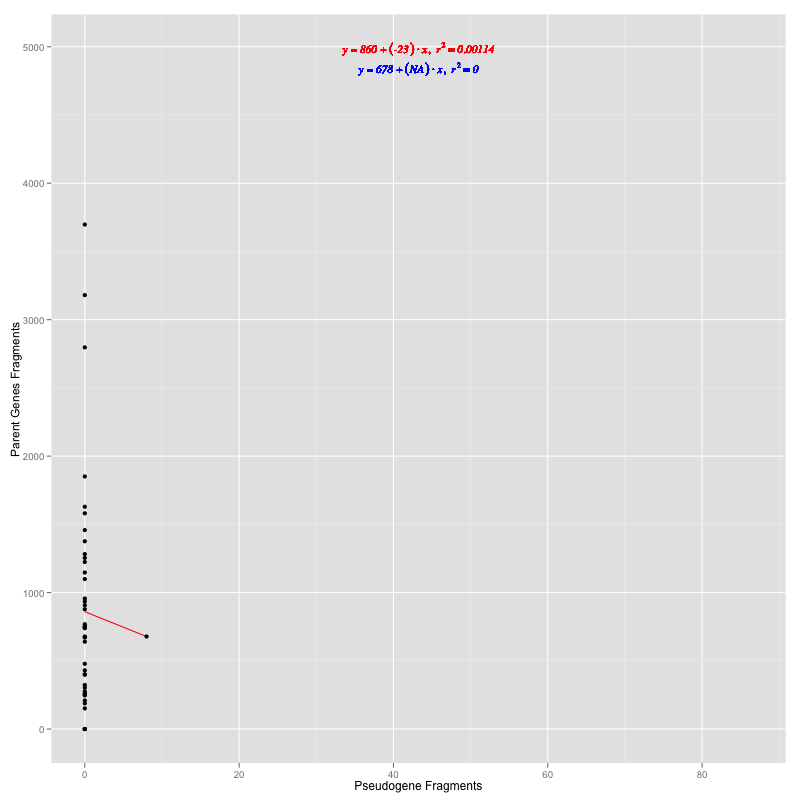 y = 860 + (-23) · x, r² = 0.00114
y = 678 + (NA) · x, r² = 0
5000
4000
3000
2000
1000
0
Parent Genes Fragments
0 20 40 60 80
Pseudogene Fragments